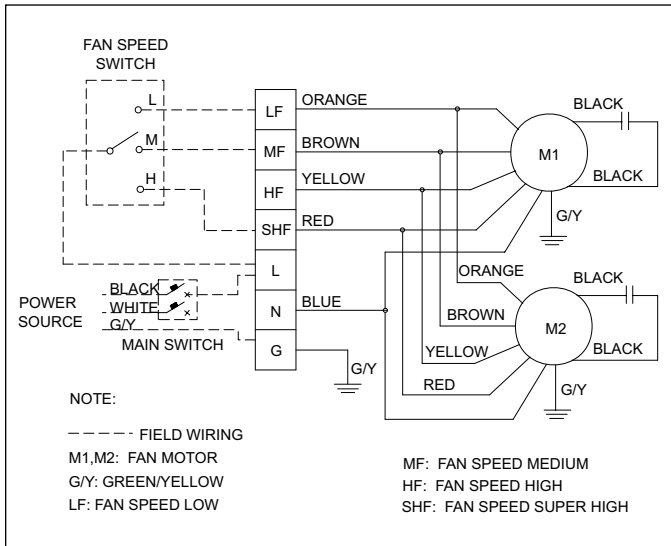 FAN SPEED
SWITCH
L
M
H
LF
MF
HF
SHF
L
N
G
ORANGE
BROWN
YELLOW
RED
BLUE
G/Y
M1
BLACK
BLACK
G/Y
ORANGE
BROWN
YELLOW
RED
M2
BLACK
BLACK
G/Y
POWER
SOURCE
BLACK
WHITE
G/Y
MAIN SWITCH
NOTE:
FIELD WIRING
M1,M2: FAN MOTOR
G/Y: GREEN/YELLOW
LF: FAN SPEED LOW
MF: FAN SPEED MEDIUM
HF: FAN SPEED HIGH
SHF: FAN SPEED SUPER HIGH